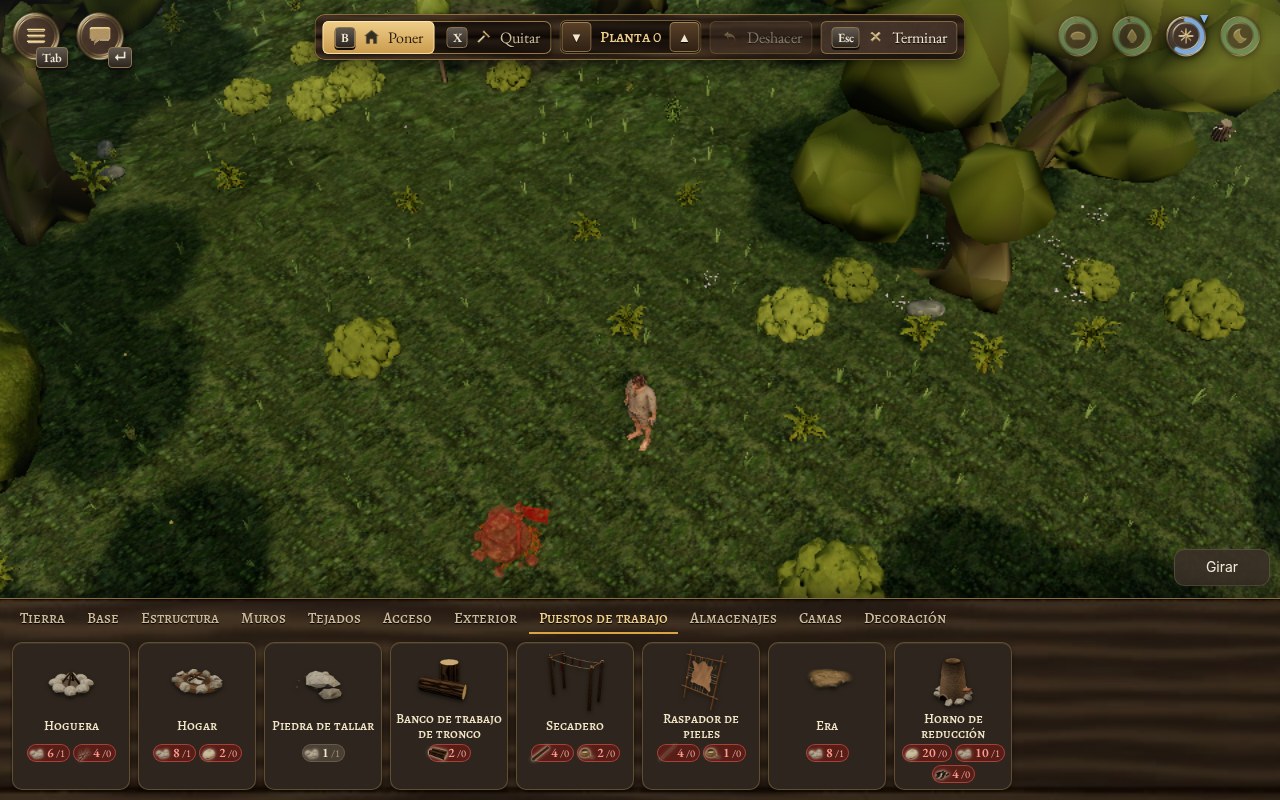 B Poner X Quitar ▼ Planta 0 ▲ Deshacer Esc ✕ Terminar
Tab ↵
Girar
Tierra Base Estructura Muros Tejados Acceso Exterior Puestos de trabajo Almacenajes Camas Decoración
Hoguera
6/1 4/0
Hogar
8/1 2/0
Piedra de tallar
1/1
Banco de trabajo
de tronco
2/0
Secadero
4/0 2/0
Raspador de
pieles
4/0 1/0
Era
8/1
Horno de
reducción
20/0 10/1
4/0